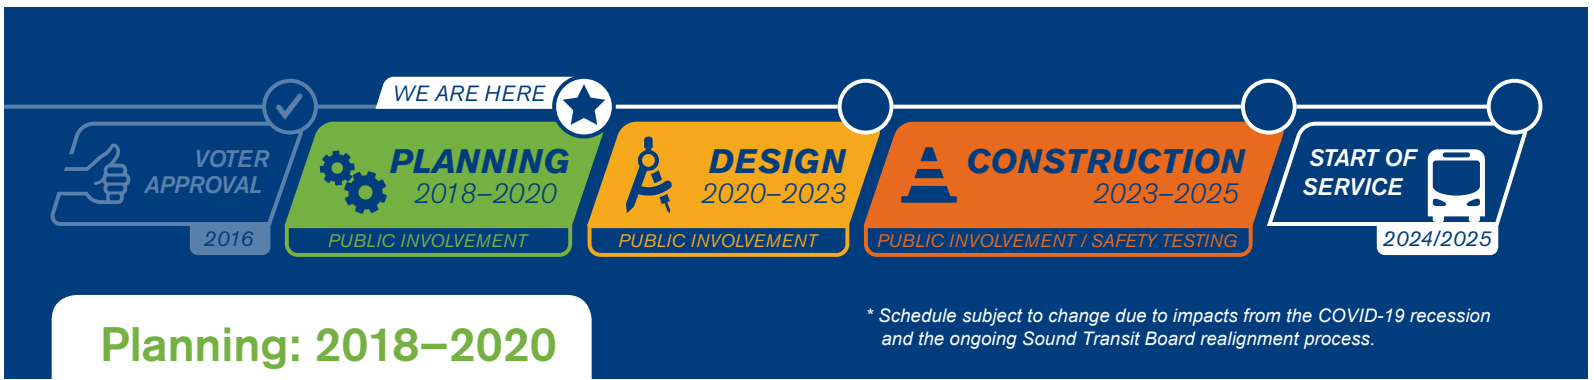 WE ARE HERE
VOTER
APPROVAL
2016
PLANNING
2018–2020
PUBLIC INVOLVEMENT
DESIGN
2020–2023
PUBLIC INVOLVEMENT
CONSTRUCTION
2023–2025
PUBLIC INVOLVEMENT / SAFETY TESTING
START OF
SERVICE
2024/2025
Planning: 2018–2020
* Schedule subject to change due to impacts from the COVID-19 recession
and the ongoing Sound Transit Board realignment process.